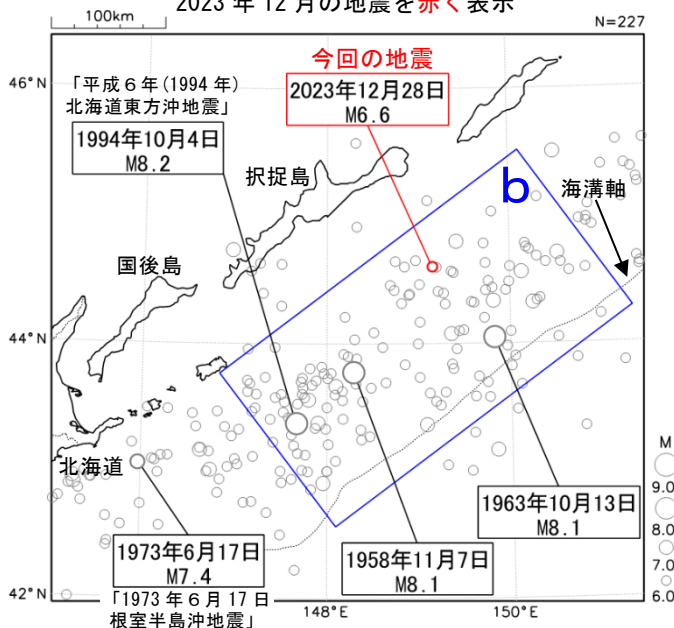 2023 年 12 月の地震を赤く表示
100km
N=227
46°N
今回の地震
2023年12月28日
M6.6
「平成６年(1994 年)
北海道東方沖地震」
1994年10月4日
M8.2
択捉島
b
海溝軸
国後島
44°N
北海道
M
9.0
8.0
7.0
6.0
1963年10月13日
M8.1
1973年6月17日
M7.4
「1973 年６月 17 日
根室半島沖地震」
1958年11月7日
M8.1
42°N
148°E
150°E